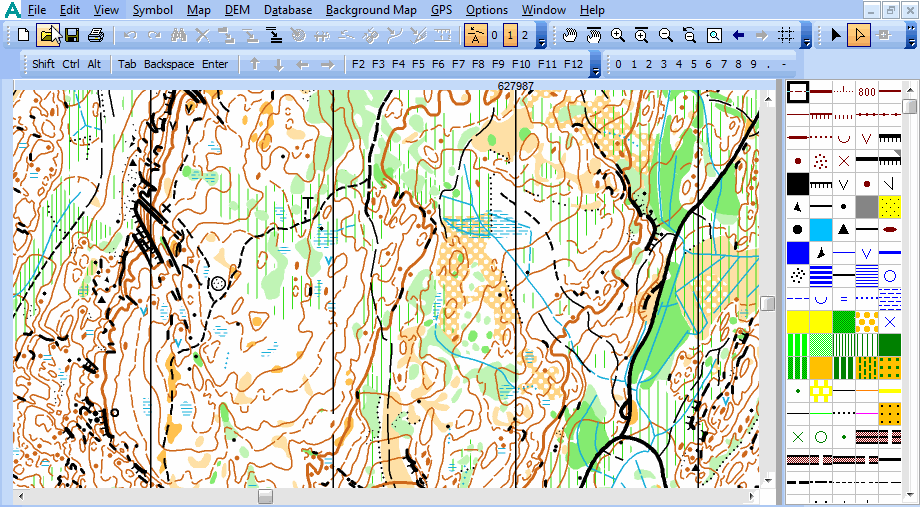 File Edit View Symbol Map DEM Database Background Map GPS Options Window Help
0 1 2
Shift Ctrl Alt Tab Backspace Enter F2 F3 F4 F5 F6 F7 F8 F9 F10 F11 F12 0 1 2 3 4 5 6 7 8 9 . -
627987
800
T